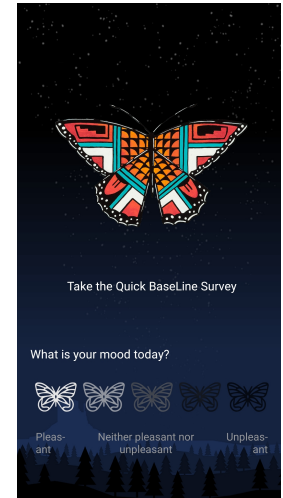 Take the Quick BaseLine Survey
What is your mood today?
Pleas-
ant
Neither pleasant nor
unpleasant
Unpleas-
ant